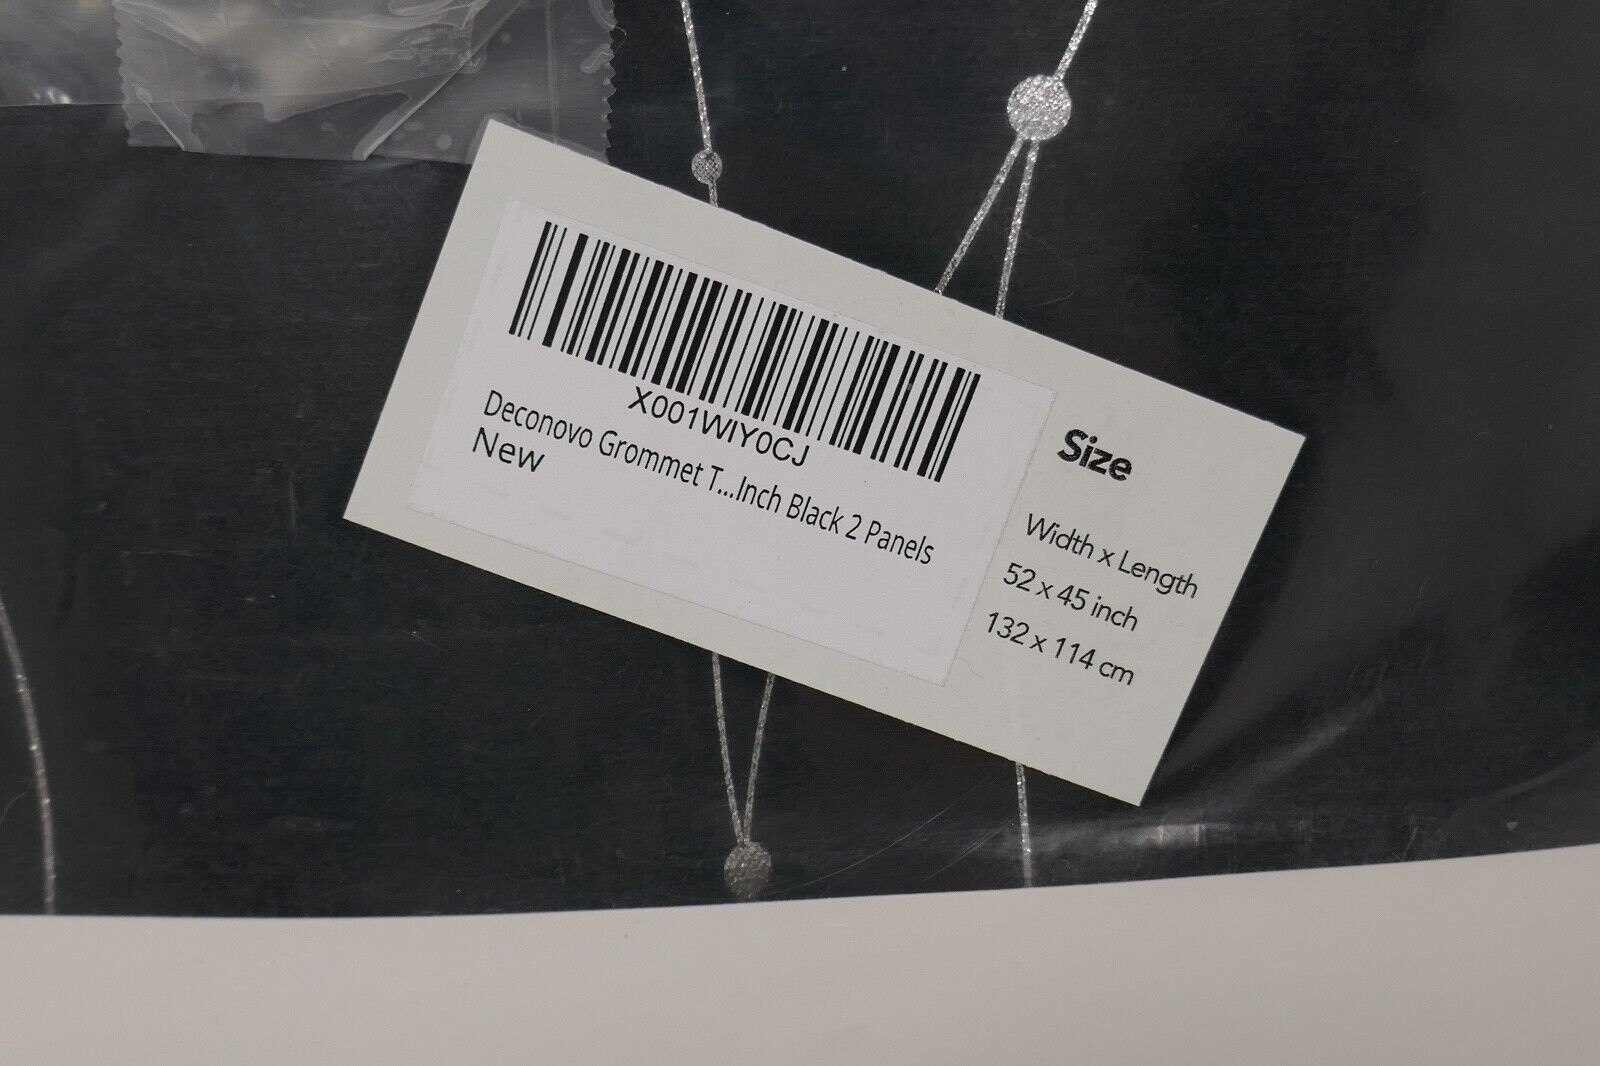 X001WIY0CJ
Deconovo Grommet T...Inch Black 2 Panels
New
Size
Width x Length
52 x 45 inch
132 x 114 cm